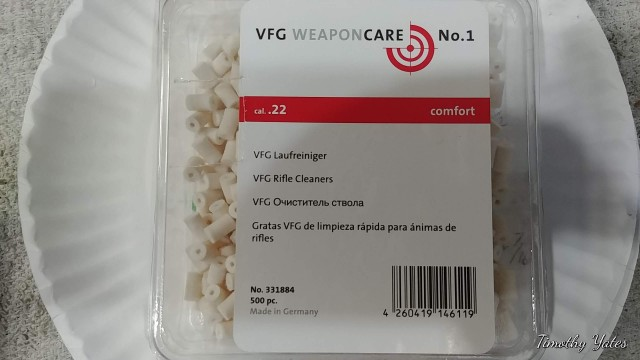 VFG WEAPONCARE No.1
cal. .22 comfort
VFG Laufreiniger
VFG Rifle Cleaners
VFG Очиститель ствола
Gratas VFG de limpieza rápida para ánimas de
rifles
No. 331884
500 pc.
Made in Germany
4 260419 146119
Timothy Yates